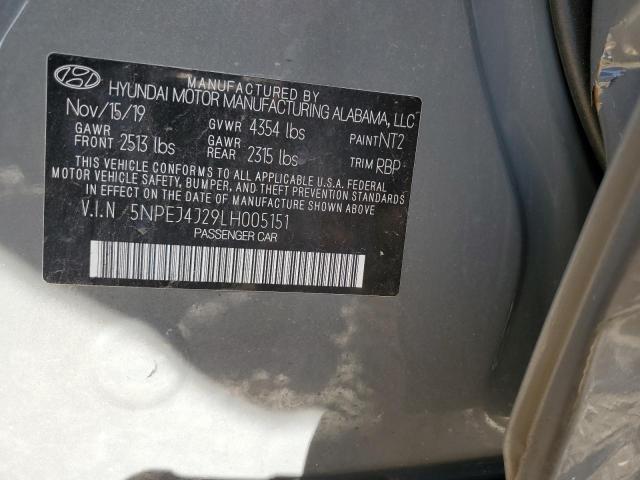 MANUFACTURED BY
HYUNDAI MOTOR MANUFACTURING ALABAMA, LLC
Nov/15/19 GVWR 4354 lbs PAINT NT2
GAWR FRONT 2513 lbs GAWR REAR 2315 lbs TRIM RBP
THIS VEHICLE CONFORMS TO ALL APPLICABLE U.S.A. FEDERAL
MOTOR VEHICLE SAFETY, BUMPER, AND THEFT PREVENTION STANDARDS
IN EFFECT ON THE DATE OF MANUFACTURE SHOWN ABOVE.
V.I.N 5NPEJ4J29LH005151
PASSENGER CAR